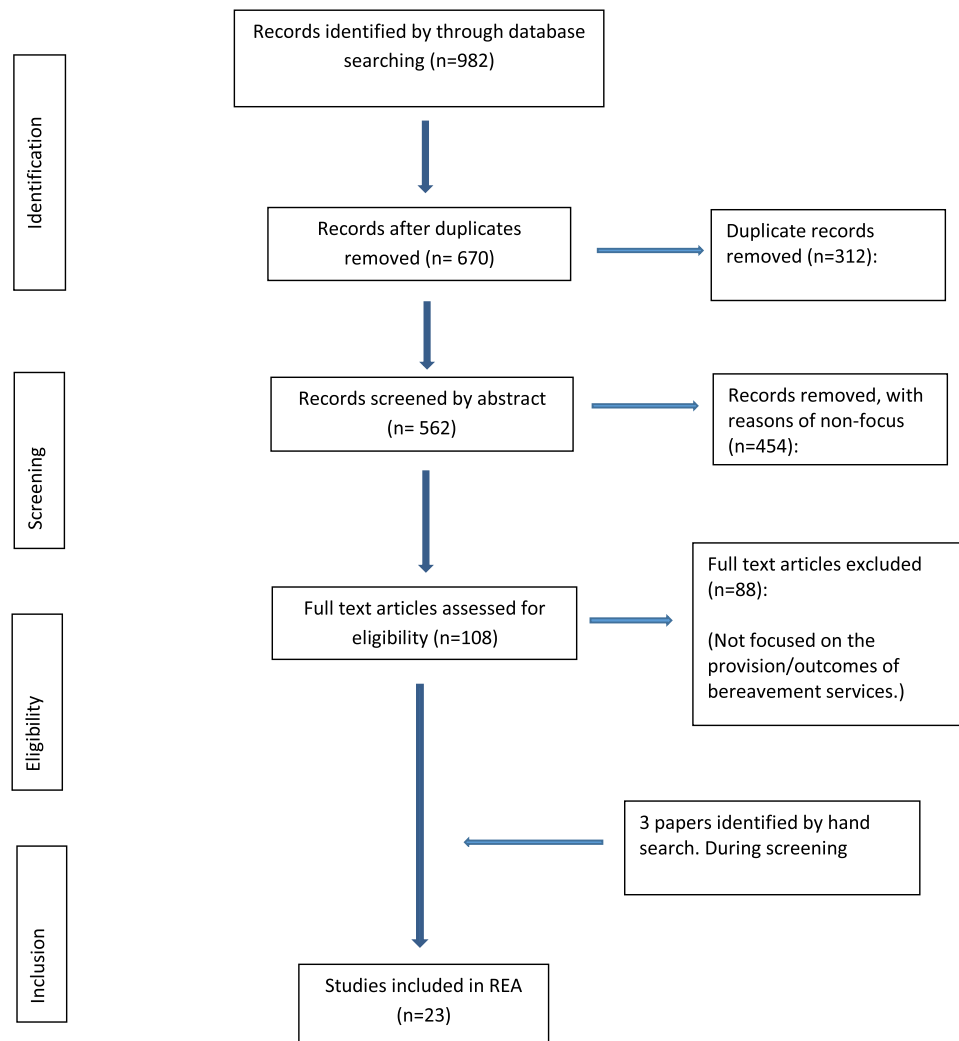 Records identified by through database
searching (n=982)
Identification
Records after duplicates
removed (n= 670)
Duplicate records
removed (n=312):
Screening
Records screened by abstract
(n= 562)
Records removed, with
reasons of non-focus
(n=454):
Eligibility
Full text articles assessed for
eligibility (n=108)
Full text articles excluded
(n=88):
(Not focused on the
provision/outcomes of
bereavement services.)
3 papers identified by hand
search. During screening
Inclusion
Studies included in REA
(n=23)